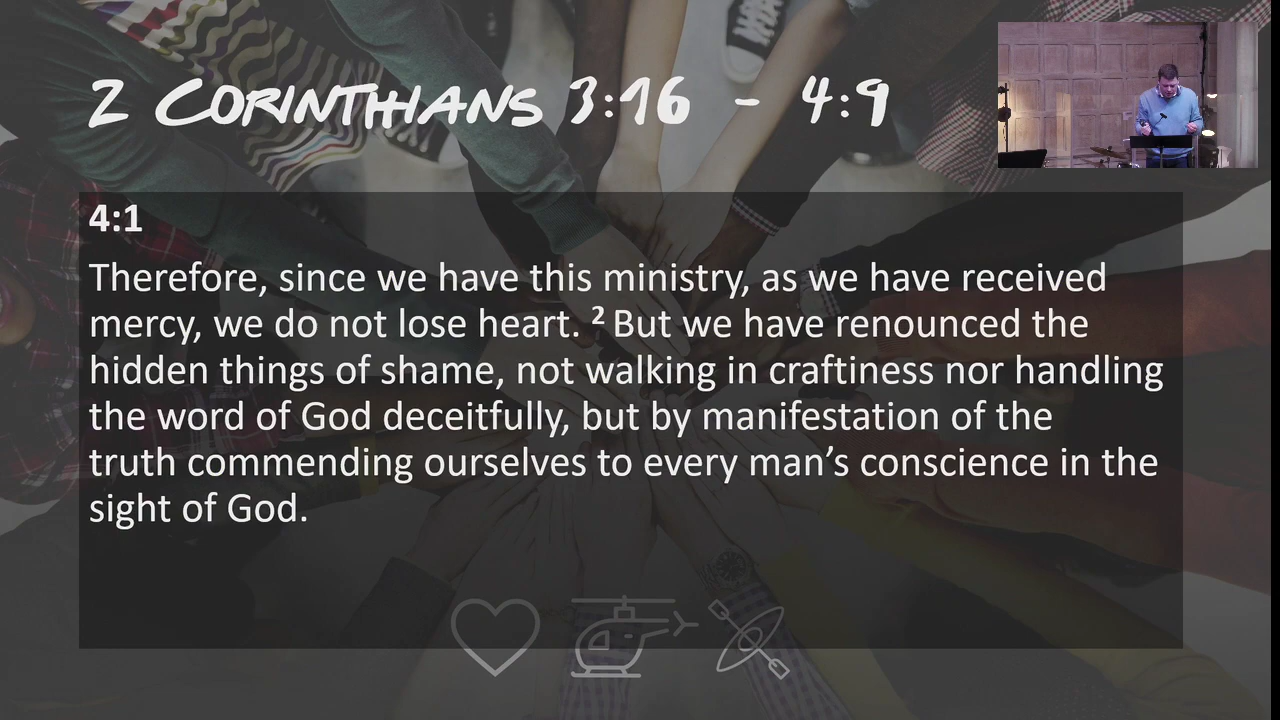 2 CORINTHIANS 3:16 - 4:9
4:1
Therefore, since we have this ministry, as we have received
mercy, we do not lose heart. ² But we have renounced the
hidden things of shame, not walking in craftiness nor handling
the word of God deceitfully, but by manifestation of the
truth commending ourselves to every man’s conscience in the
sight of God.